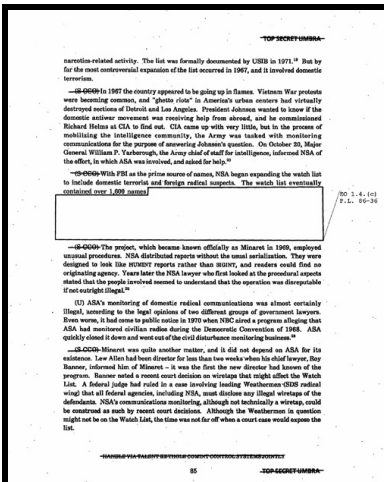 TOP SECRET UMBRA
narcotics-related activity. The list was formally documented by USIB in 1971.¹⁹ But by
far the most controversial expansion of the list occurred in 1967, and it involved domestic
terrorism.
(S-CCO) In 1967 the country appeared to be going up in flames. Vietnam War protests
were becoming common, and "ghetto riots" in America's urban centers had virtually
destroyed sections of Detroit and Los Angeles. President Johnson wanted to know if the
domestic antiwar movement was receiving help from abroad, and he commissioned
Richard Helms at CIA to find out. CIA came up with very little, but in the process of
mobilizing the intelligence community, the Army was tasked with monitoring
communications for the purpose of answering Johnson's question. On October 20, Major
General William P. Yarborough, the Army chief of staff for intelligence, informed NSA of
the effort, in which ASA was involved, and asked for help.
(S-CCO) With FBI as the prime source of names, NSA began expanding the watch list
to include domestic terrorist and foreign radical suspects. The watch list eventually
contained over 1,600 names
EO 1.4.(c)
P.L. 86-36
(S-CCO) The project, which became known officially as Minaret in 1969, employed
unusual procedures. NSA distributed reports without the usual serialization. They were
designed to look like HUMINT reports rather than SIGINT, and readers could find no
originating agency. Years later the NSA lawyer who first looked at the procedural aspects
stated that the people involved seemed to understand that the operation was disreputable
if not outright illegal.
(U) ASA's monitoring of domestic radical communications was almost certainly
illegal, according to the legal opinions of two different groups of government lawyers.
Even worse, it had come to public notice in 1970 when NBC aired a program alleging that
ASA had monitored civilian radios during the Democratic Convention of 1968. ASA
quickly closed it down and went out of the civil disturbance monitoring business.
(S-CCO) Minaret was quite another matter, and it did not depend on ASA for its
existence. Lew Allen had been director for less than two weeks when his chief lawyer, Roy
Banner, informed him of Minaret – it was the first the new director had known of the
program. Banner noted a recent court decision on wiretaps that might affect the Watch
List. A federal judge had ruled in a case involving leading Weathermen (SDS radical
wing) that all federal agencies, including NSA, must disclose any illegal wiretaps of the
defendants. NSA's communications monitoring, although not technically a wiretap, could
be construed as such by recent court decisions. Although the Weathermen in question
might not be on the Watch List, the time was not far off when a court case would expose the
list.
HANDLE VIA TALENT KEYHOLE COMINT CONTROL SYSTEMS JOINTLY
85
TOP SECRET UMBRA